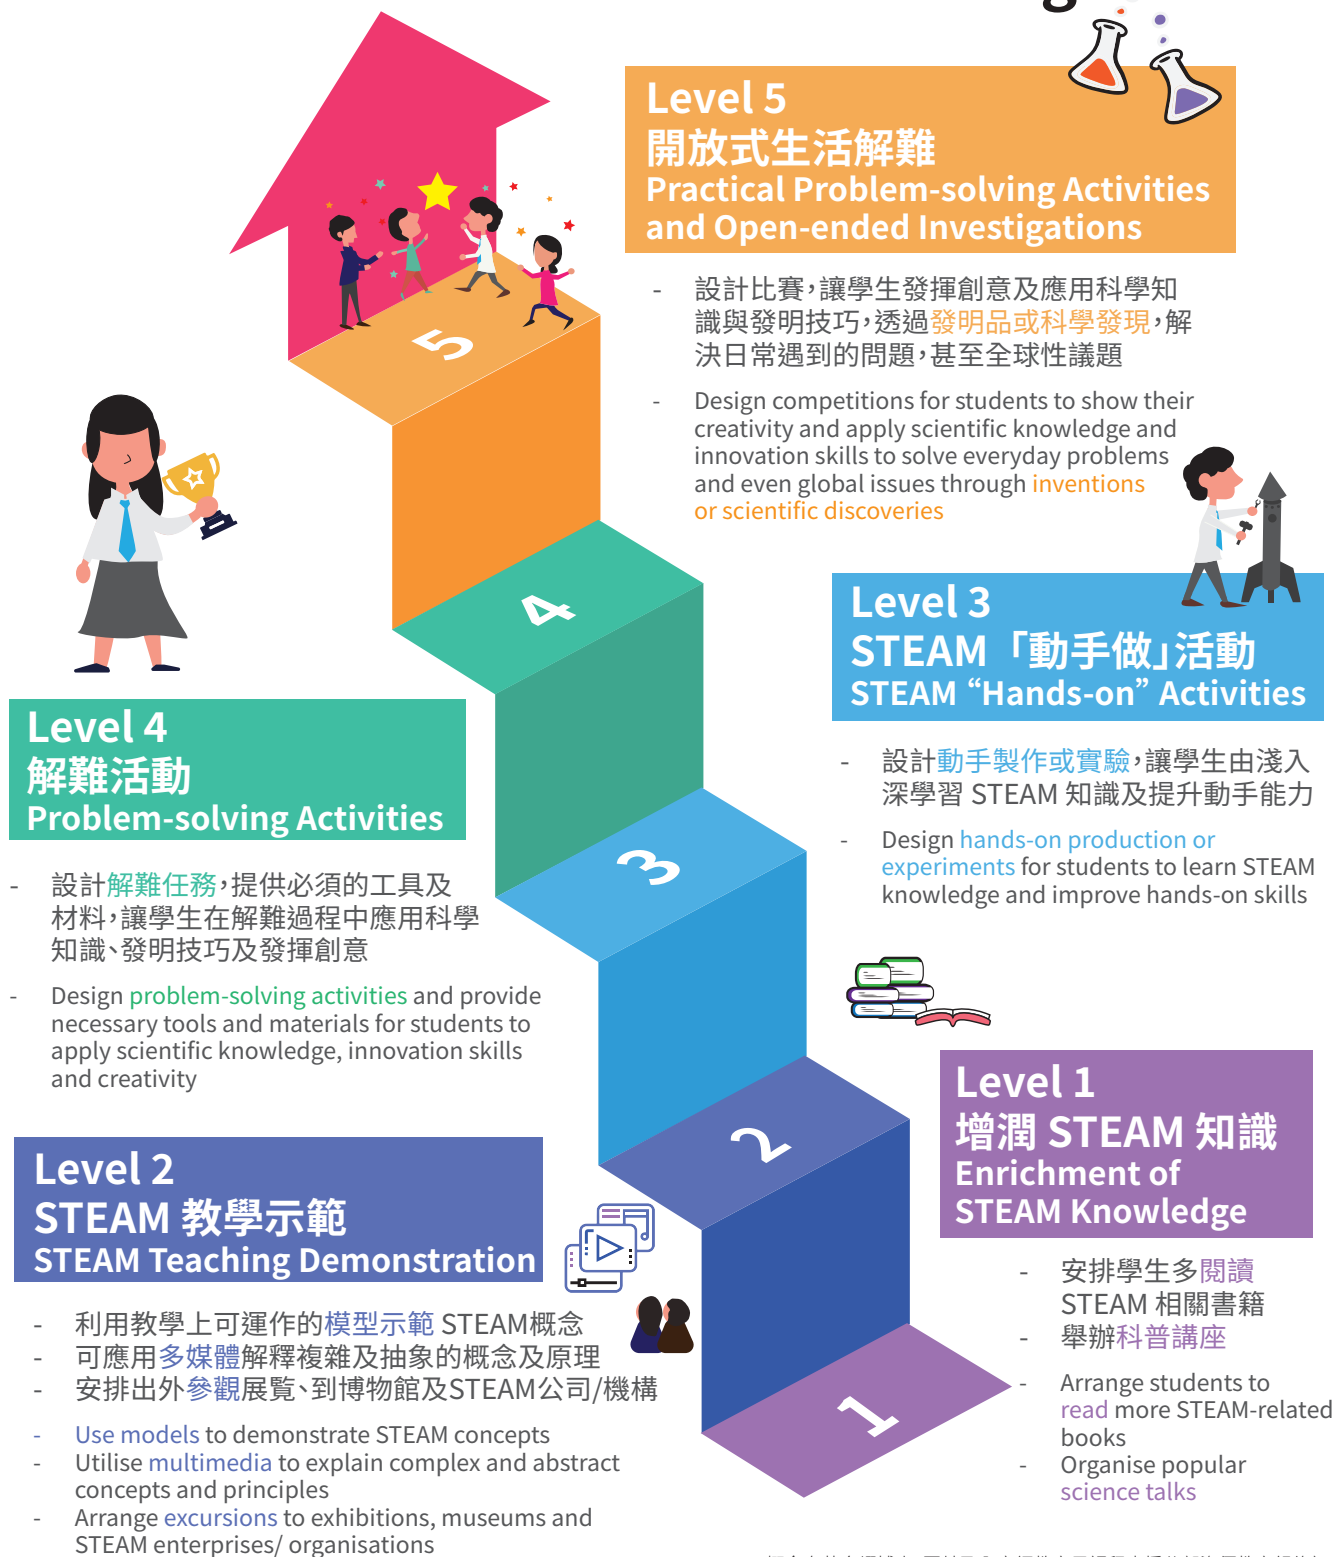 Level 5
開放式生活解難
Practical Problem-solving Activities
and Open-ended Investigations
- 設計比賽,讓學生發揮創意及應用科學知
識與發明技巧,透過發明品或科學發現,解
決日常遇到的問題,甚至全球性議題
- Design competitions for students to show their
creativity and apply scientific knowledge and
innovation skills to solve everyday problems
and even global issues through inventions
or scientific discoveries
5
4
3
2
1
Level 4
解難活動
Problem-solving Activities
- 設計解難任務,提供必須的工具及
材料,讓學生在解難過程中應用科學
知識、發明技巧及發揮創意
- Design problem-solving activities and provide
necessary tools and materials for students to
apply scientific knowledge, innovation skills
and creativity
Level 3
STEAM「動手做」活動
STEAM “Hands-on” Activities
- 設計動手製作或實驗,讓學生由淺入
深學習 STEAM 知識及提升動手能力
- Design hands-on production or
experiments for students to learn STEAM
knowledge and improve hands-on skills
Level 2
STEAM 教學示範
STEAM Teaching Demonstration
- 利用教學上可運作的模型示範 STEAM概念
- 可應用多媒體解釋複雜及抽象的概念及原理
- 安排出外參觀展覧、到博物館及STEAM公司/機構
- Use models to demonstrate STEAM concepts
- Utilise multimedia to explain complex and abstract
concepts and principles
- Arrange excursions to exhibitions, museums and
STEAM enterprises/ organisations
Level 1
增潤 STEAM 知識
Enrichment of
STEAM Knowledge
- 安排學生多閱讀
STEAM 相關書籍
- 舉辦科普講座
- Arrange students to
read more STEAM-related
books
- Organise popular
science talks